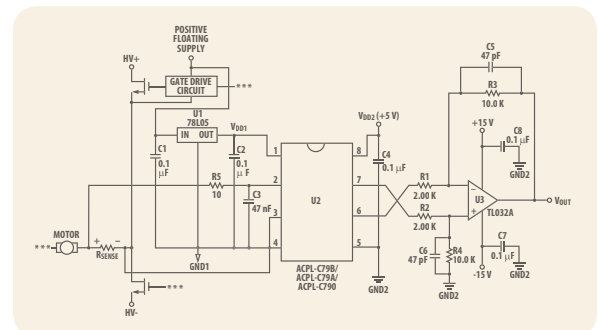 POSITIVE
FLOATING
SUPPLY
HV+
GATE DRIVE
CIRCUIT
***
U1
78L05
IN OUT
VDD1
C1
0.1
μF
C2
0.1
μ F
R5
10
C3
47 nF
MOTOR
***
+ −
RSENSE
GND1
***
HV-
1
2
3
4
U2
8
7
6
5
ACPL-C79B/
ACPL-C79A/
ACPL-C790
VDD2 (+5 V)
C4
0.1 μF
GND2
R1
2.00 K
R2
2.00 K
C5
47 pF
R3
10.0 K
+15 V
C8
0.1 μF
GND2
−
+
U3
TL032A
VOUT
C6
47 pF
R4
10.0 K
GND2
C7
0.1 μF
-15 V
GND2